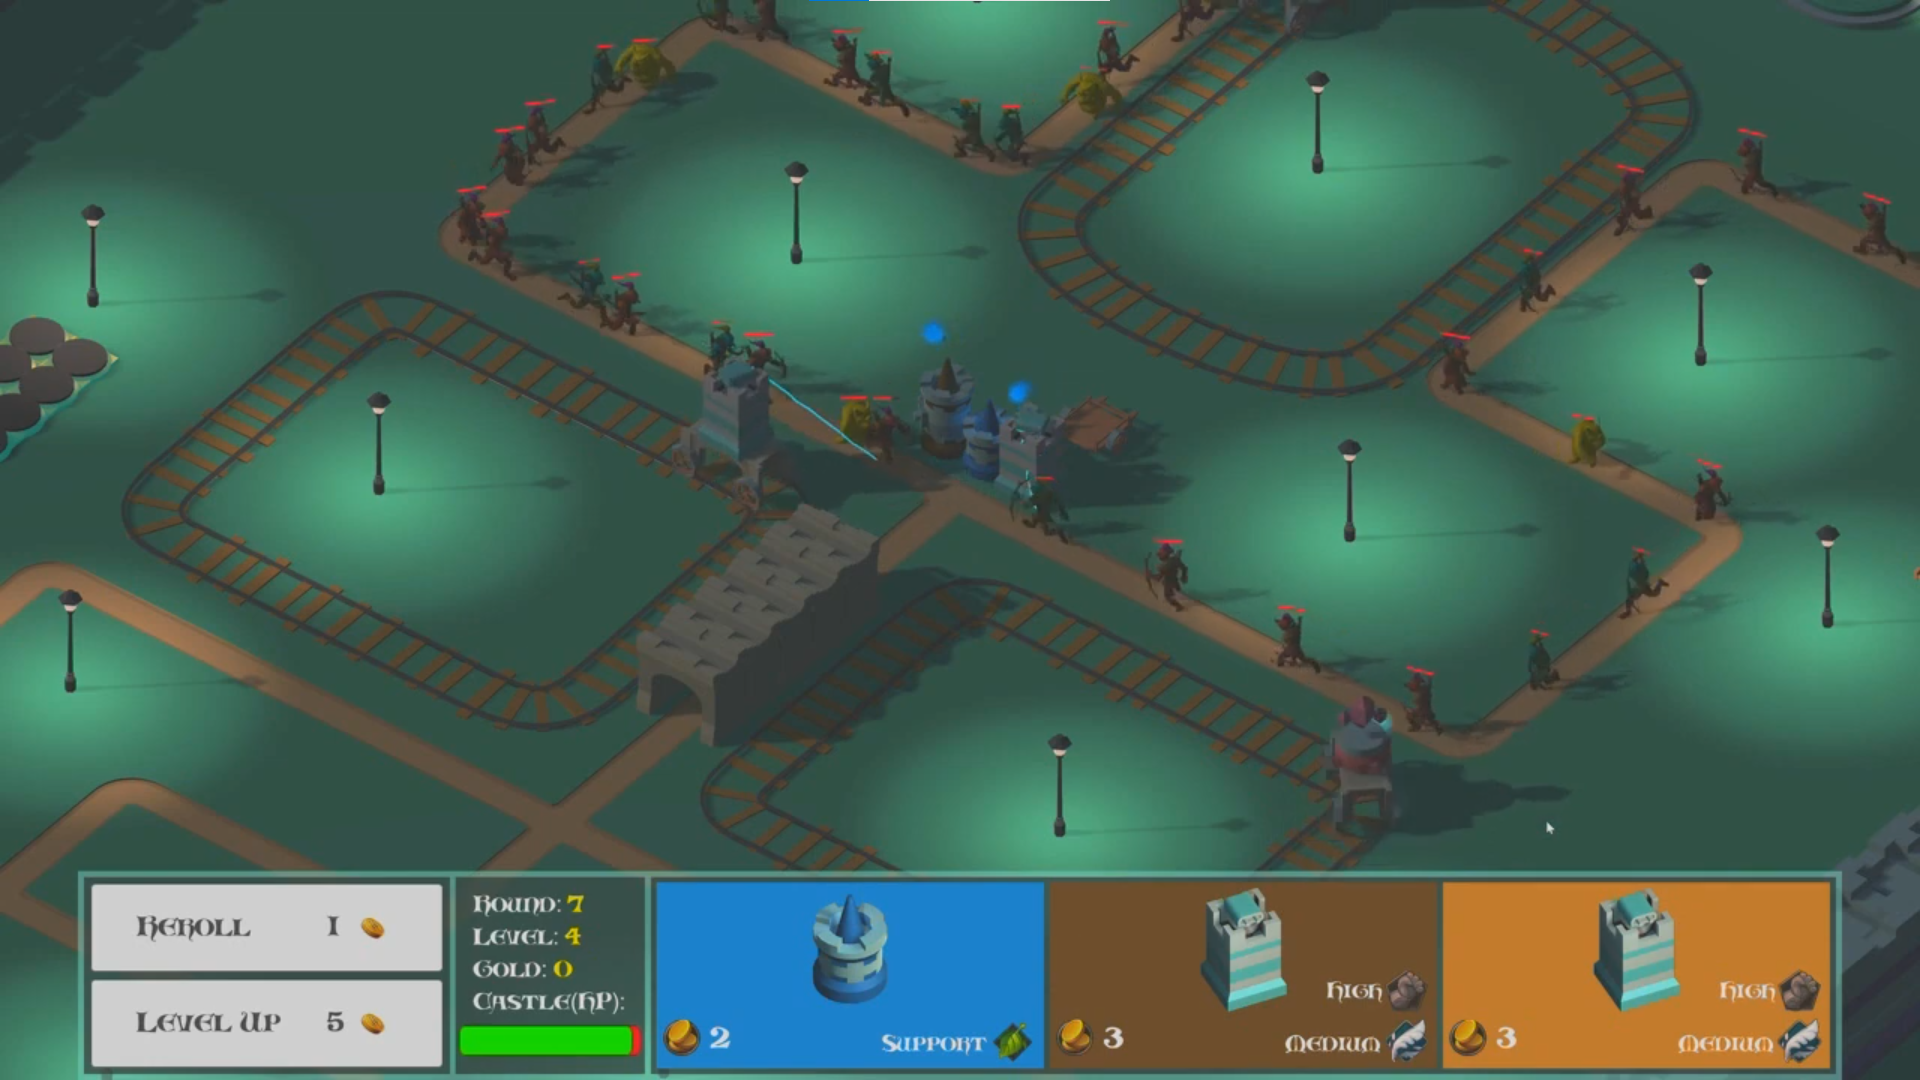 Reroll 1
Level Up 5
Round: 7
Level: 4
Gold: 0
Castle(HP):
2 Support
High
3 Medium
High
3 Medium